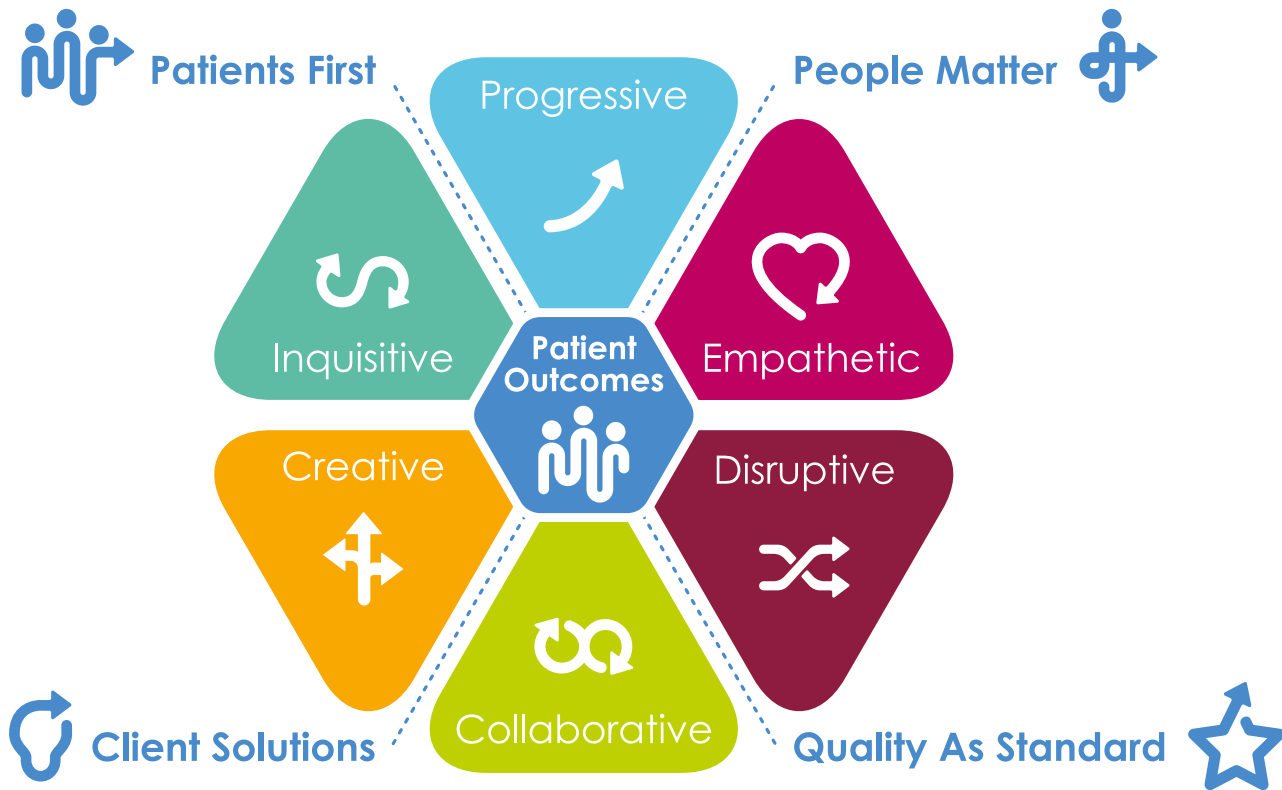 Patients First
People Matter
Progressive
Inquisitive
Patient
Outcomes
Empathetic
Creative
Disruptive
Collaborative
Client Solutions
Quality As Standard